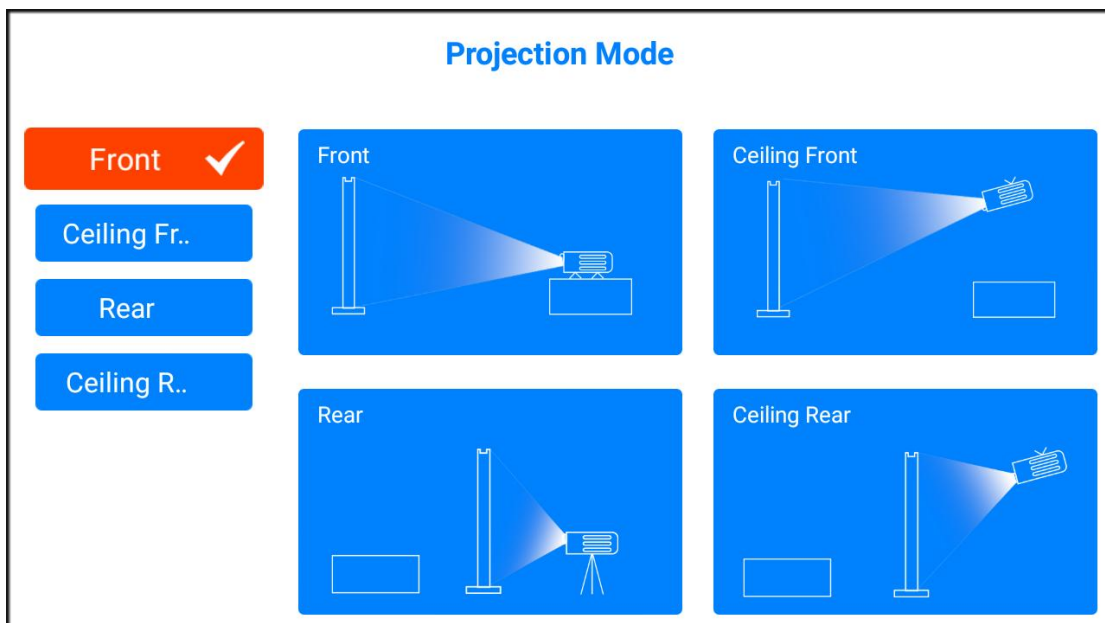 Projection Mode
Front
Ceiling Fr..
Rear
Ceiling R..
Front
Ceiling Front
Rear
Ceiling Rear